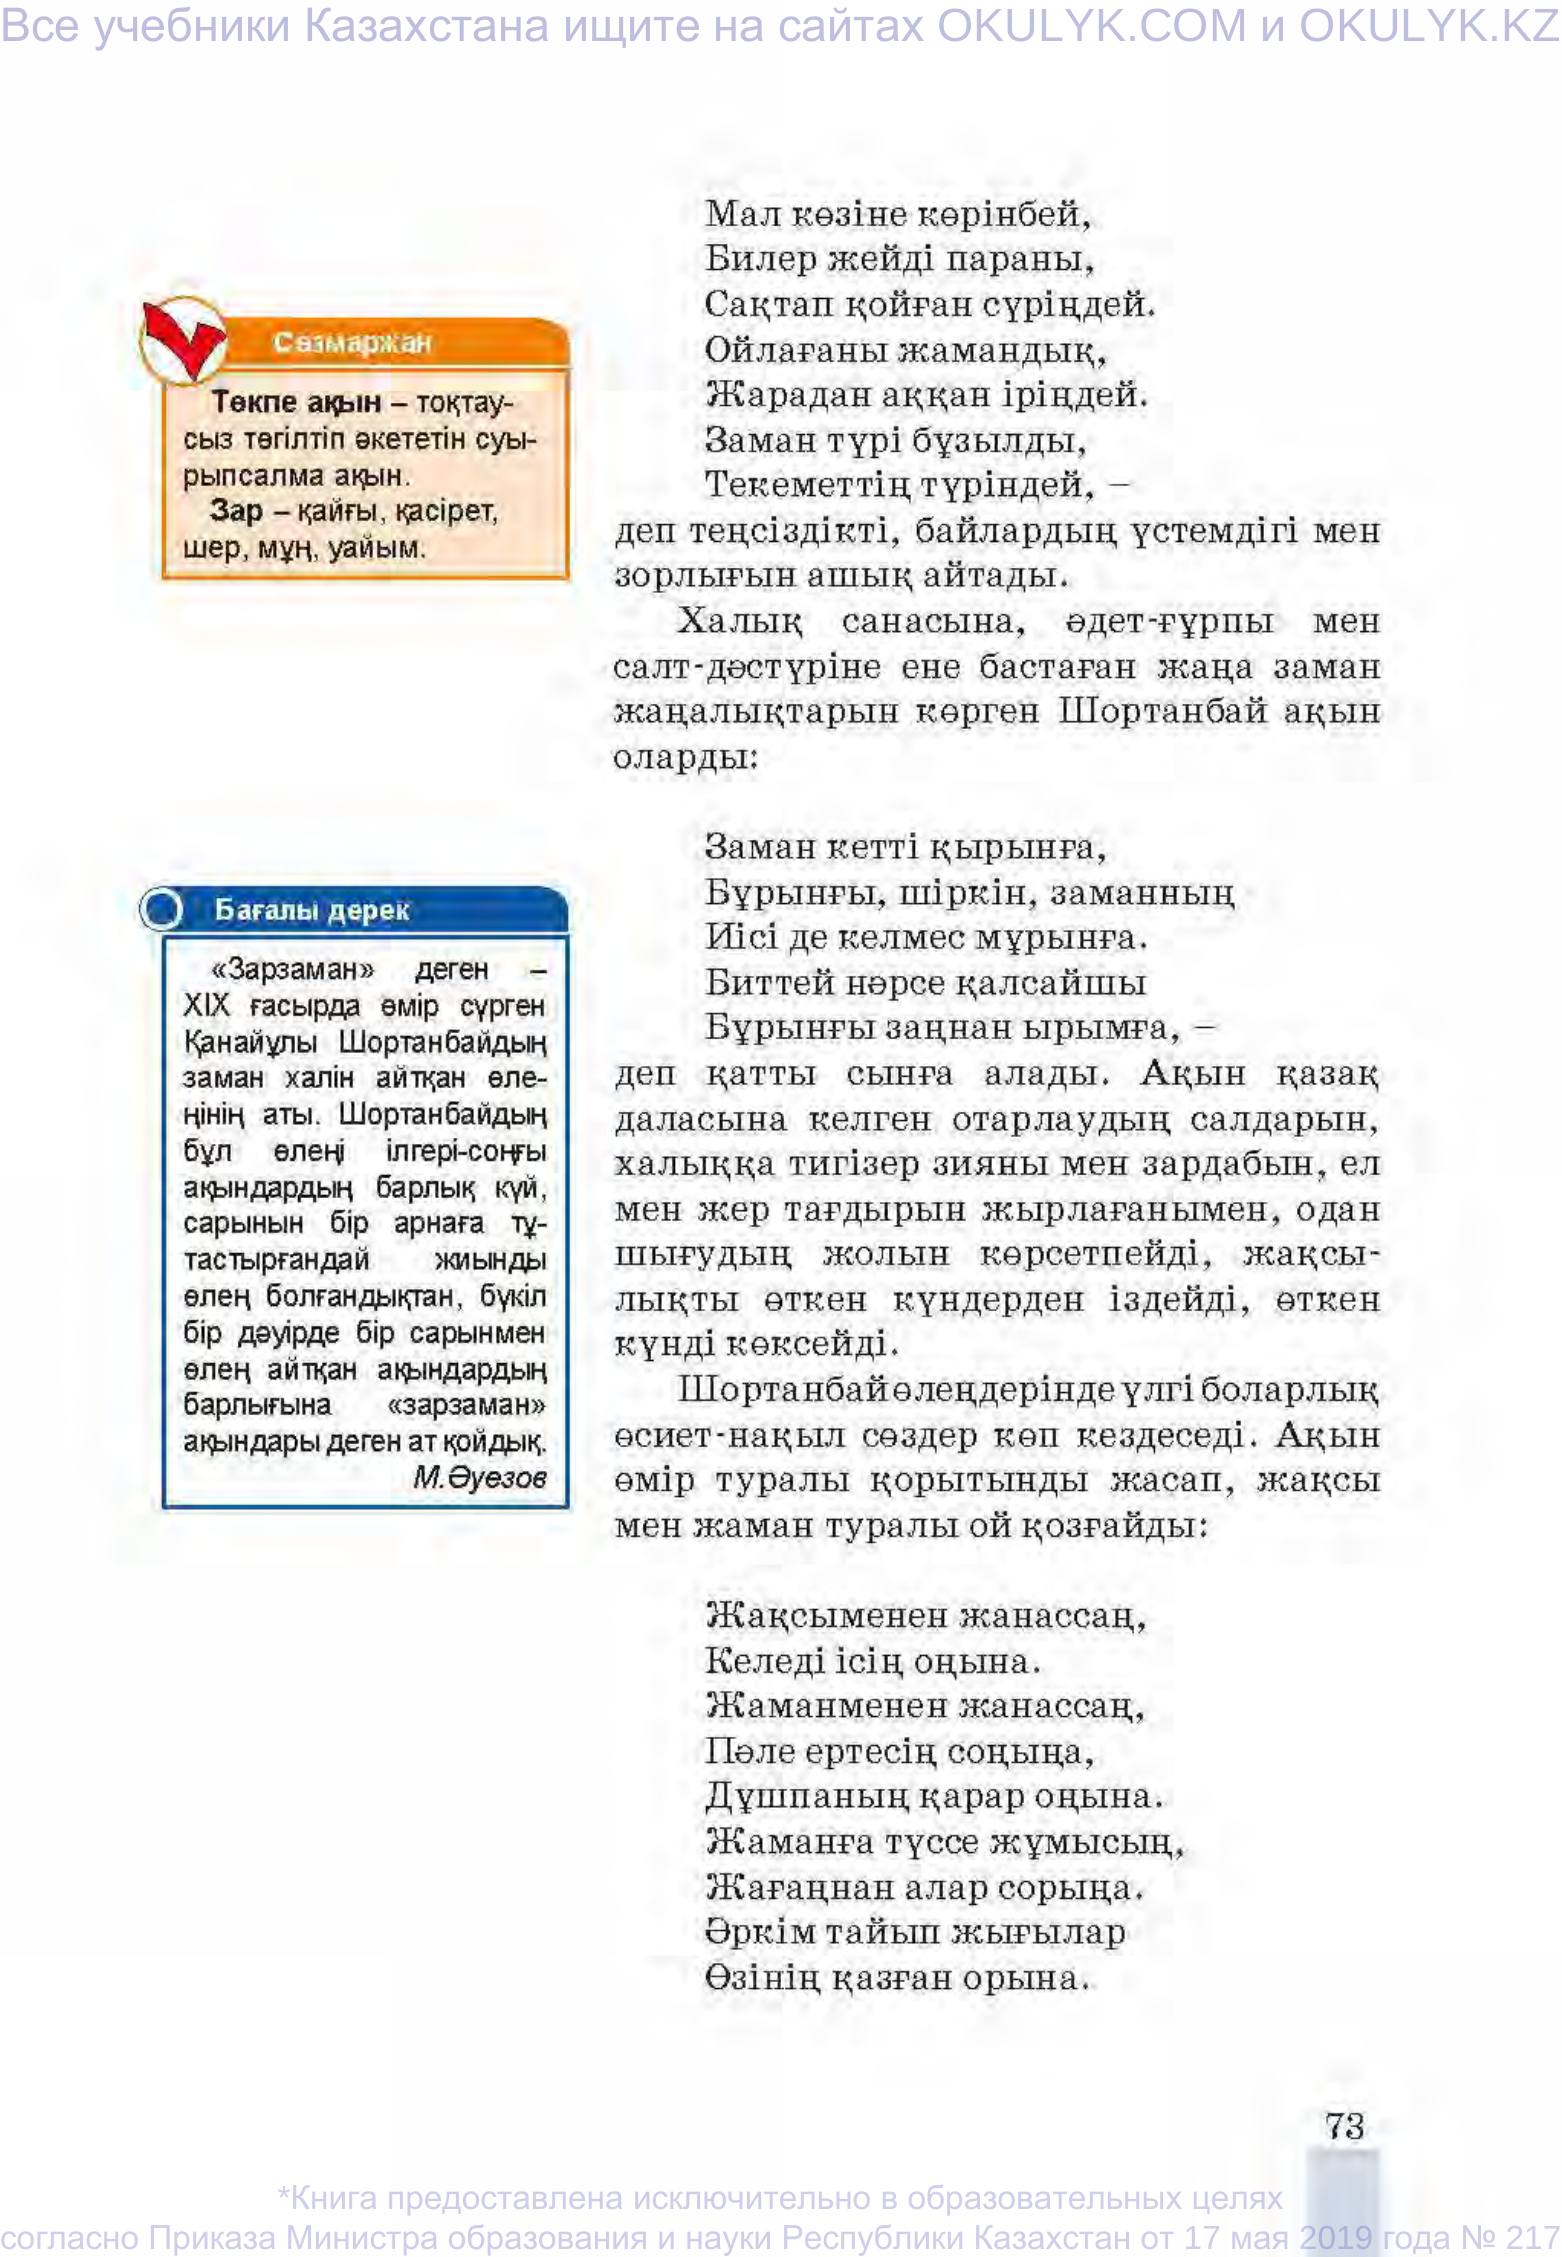 Все учебники Казахстана ищите на сайтах OKULYK.COM и OKULYK.KZ
Мал көзіне көрінбей,
Билер жейді параны,
Сақтап қойған сүріңдей.
Ойлағаны жамандық,
Жарадан аққан іріңдей.
Заман түрі бұзылды,
Текеметтің түріндей, –
деп теңсіздікті, байлардың үстемдігі мен
зорлығын ашық айтады.
Халық санасына, әдет-ғұрпы мен
салт-дәстүріне ене бастаған жаңа заман
жаңалықтарын көрген Шортанбай ақын
оларды:
Заман кетті қырынға,
Бұрынғы, шіркін, заманның
Иісі де келмес мұрынға.
Биттей нәрсе қалсайшы
Бұрынғы заңнан ырымға, –
деп қатты сынға алады. Ақын қазақ
даласына келген отарлаудың салдарын,
халыққа тигізер зияны мен зардабын, ел
мен жер тағдырын жырлағанымен, одан
шығудың жолын көрсетпейді, жақсы-
лықты өткен күндерден іздейді, өткен
күнді көксейді.
Шортанбай өлеңдерінде үлгі боларлық
өсиет-нақыл сөздер көп кездеседі. Ақын
өмір туралы қорытынды жасап, жақсы
мен жаман туралы ой қозғайды:
Жақсыменен жанассаң,
Келеді ісің оңына.
Жаманменен жанассаң,
Пәле ертесің соңыңа,
Дұшпаның қарар оңына.
Жаманға түссе жұмысың,
Жағаңнан алар сорыңа.
Әркім тайып жығылар
Өзінің қазған орына.
Сөзмаржан
Төкпе ақын – тоқтау-
сыз төгілтіп әкететін суы-
рыпсалма ақын.
Зар – қайғы, қасірет,
шер, мұң, уайым.
Бағалы дерек
«Зарзаман» деген –
XIX ғасырда өмір сүрген
Қанайұлы Шортанбайдың
заман халін айтқан өле-
ңінің аты. Шортанбайдың
бұл өлеңі ілгері-соңғы
ақындардың барлық күй,
сарынын бір арнаға тұ-
тастырғандай жиынды
өлең болғандықтан, бүкіл
бір дәуірде бір сарынмен
өлең айтқан ақындардың
барлығына «зарзаман»
ақындары деген ат қойдық.
М.Әуезов
73
*Книга предоставлена исключительно в образовательных целях
согласно Приказа Министра образования и науки Республики Казахстан от 17 мая 2019 года № 217